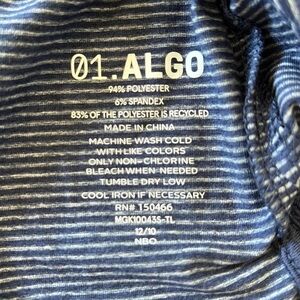 01.ALGO
94% POLYESTER
6% SPANDEX
83% OF THE POLYESTER IS RECYCLED
MADE IN CHINA
MACHINE WASH COLD
WITH LIKE COLORS
ONLY NON-CHLORINE
BLEACH WHEN NEEDED
TUMBLE DRY LOW
COOL IRON IF NECESSARY
RN# 150466
MGK10043S-TL
12/10
NBO